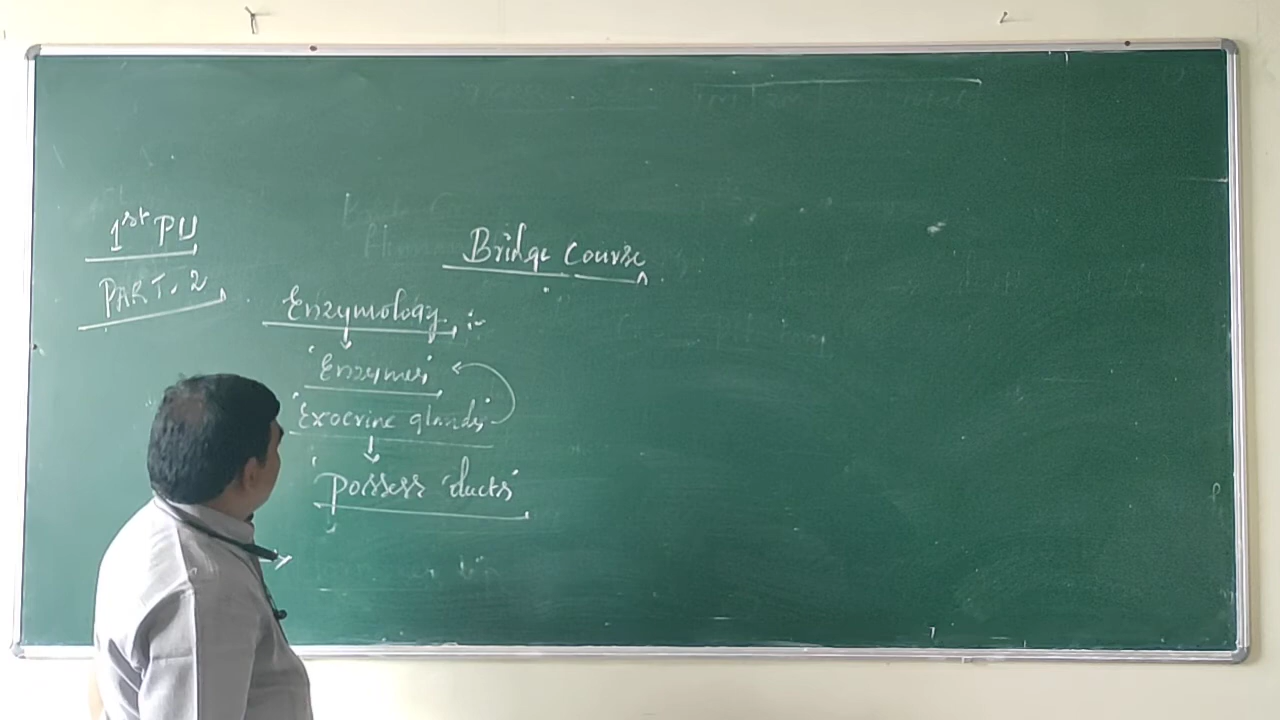 1st PU
PART. 2
Bridge Course
Enzymology :-
'Enzymes'
"Exocrine glands"
'Possess 'ducts'